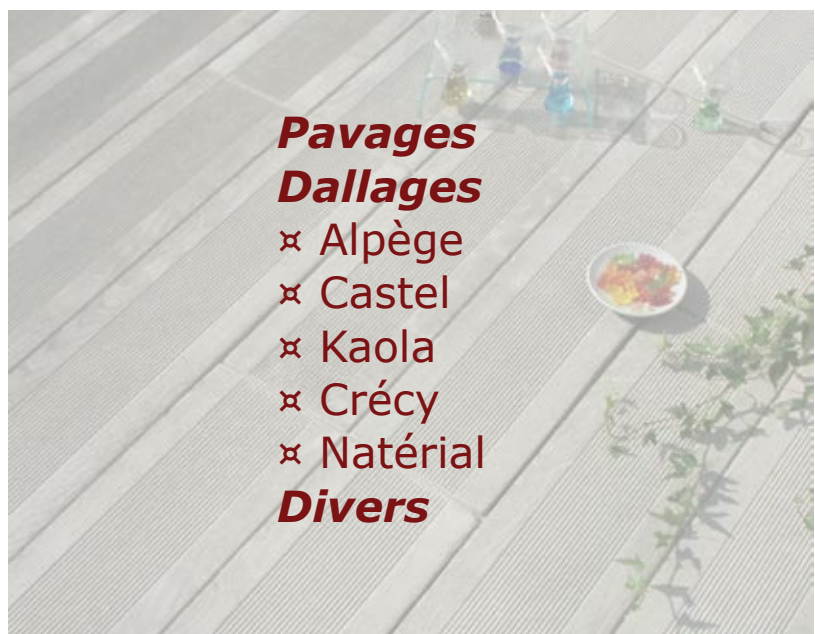 Pavages
Dallages
¤ Alpège
¤ Castel
¤ Kaola
¤ Crécy
¤ Natérial
Divers